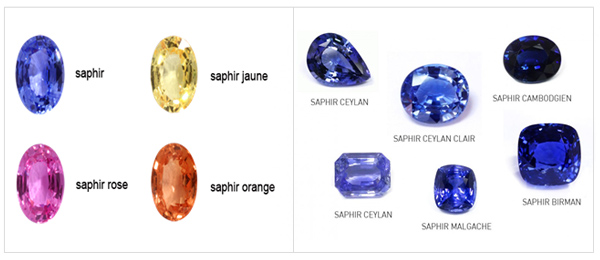 saphir
saphir jaune
saphir rose
saphir orange
SAPHIR CEYLAN
SAPHIR CEYLAN CLAIR
SAPHIR CAMBODGIEN
SAPHIR CEYLAN
SAPHIR MALGACHE
SAPHIR BIRMAN